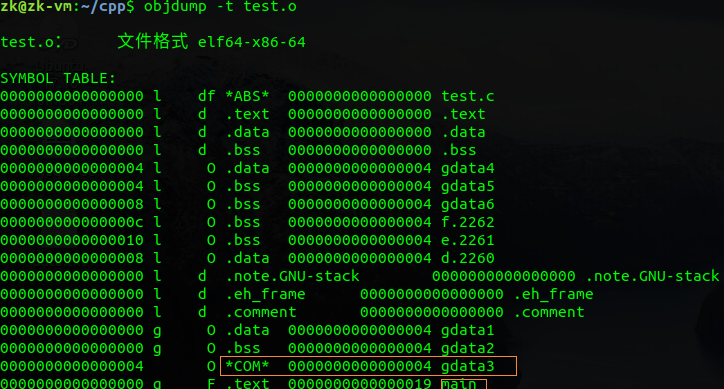 zk@zk-vm:~/cpp$ objdump -t test.o
test.o：     文件格式 elf64-x86-64
SYMBOL TABLE:
0000000000000000 l    df *ABS*  0000000000000000 test.c
0000000000000000 l    d  .text  0000000000000000 .text
0000000000000000 l    d  .data  0000000000000000 .data
0000000000000000 l    d  .bss   0000000000000000 .bss
0000000000000004 l     O .data  0000000000000004 gdata4
0000000000000004 l     O .bss   0000000000000004 gdata5
0000000000000008 l     O .bss   0000000000000004 gdata6
000000000000000c l     O .bss   0000000000000004 f.2262
0000000000000010 l     O .bss   0000000000000004 e.2261
0000000000000008 l     O .data  0000000000000004 d.2260
0000000000000000 l    d  .note.GNU-stack        0000000000000000 .note.GNU-stack
0000000000000000 l    d  .eh_frame      0000000000000000 .eh_frame
0000000000000000 l    d  .comment       0000000000000000 .comment
0000000000000000 g     O .data  0000000000000004 gdata1
0000000000000000 g     O .bss   0000000000000004 gdata2
0000000000000004       O *COM*  0000000000000004 gdata3
0000000000000000 g     F .text  0000000000000019 main